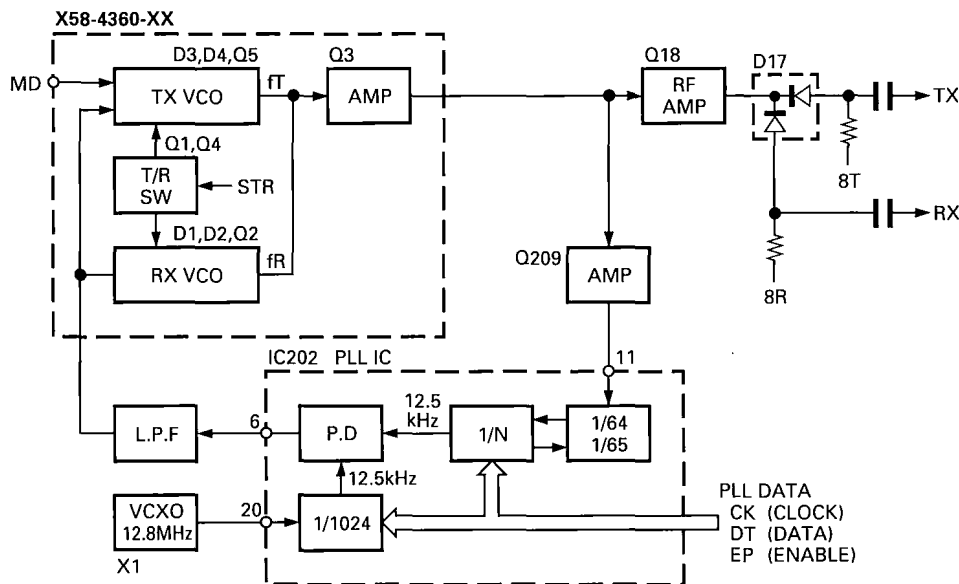 X58-4360-XX
D3,D4,Q5
Q3
Q18
D17
MD
TX VCO
fT
AMP
RF
AMP
TX
Q1,Q4
T/R
SW
STR
8T
D1,D2,Q2
RX VCO
fR
Q209
AMP
RX
8R
IC202 PLL IC
11
L.P.F
6
P.D
12.5
kHz
1/N
1/64
1/65
12.5kHz
VCXO
12.8MHz
20
1/1024
X1
PLL DATA
CK (CLOCK)
DT (DATA)
EP (ENABLE)